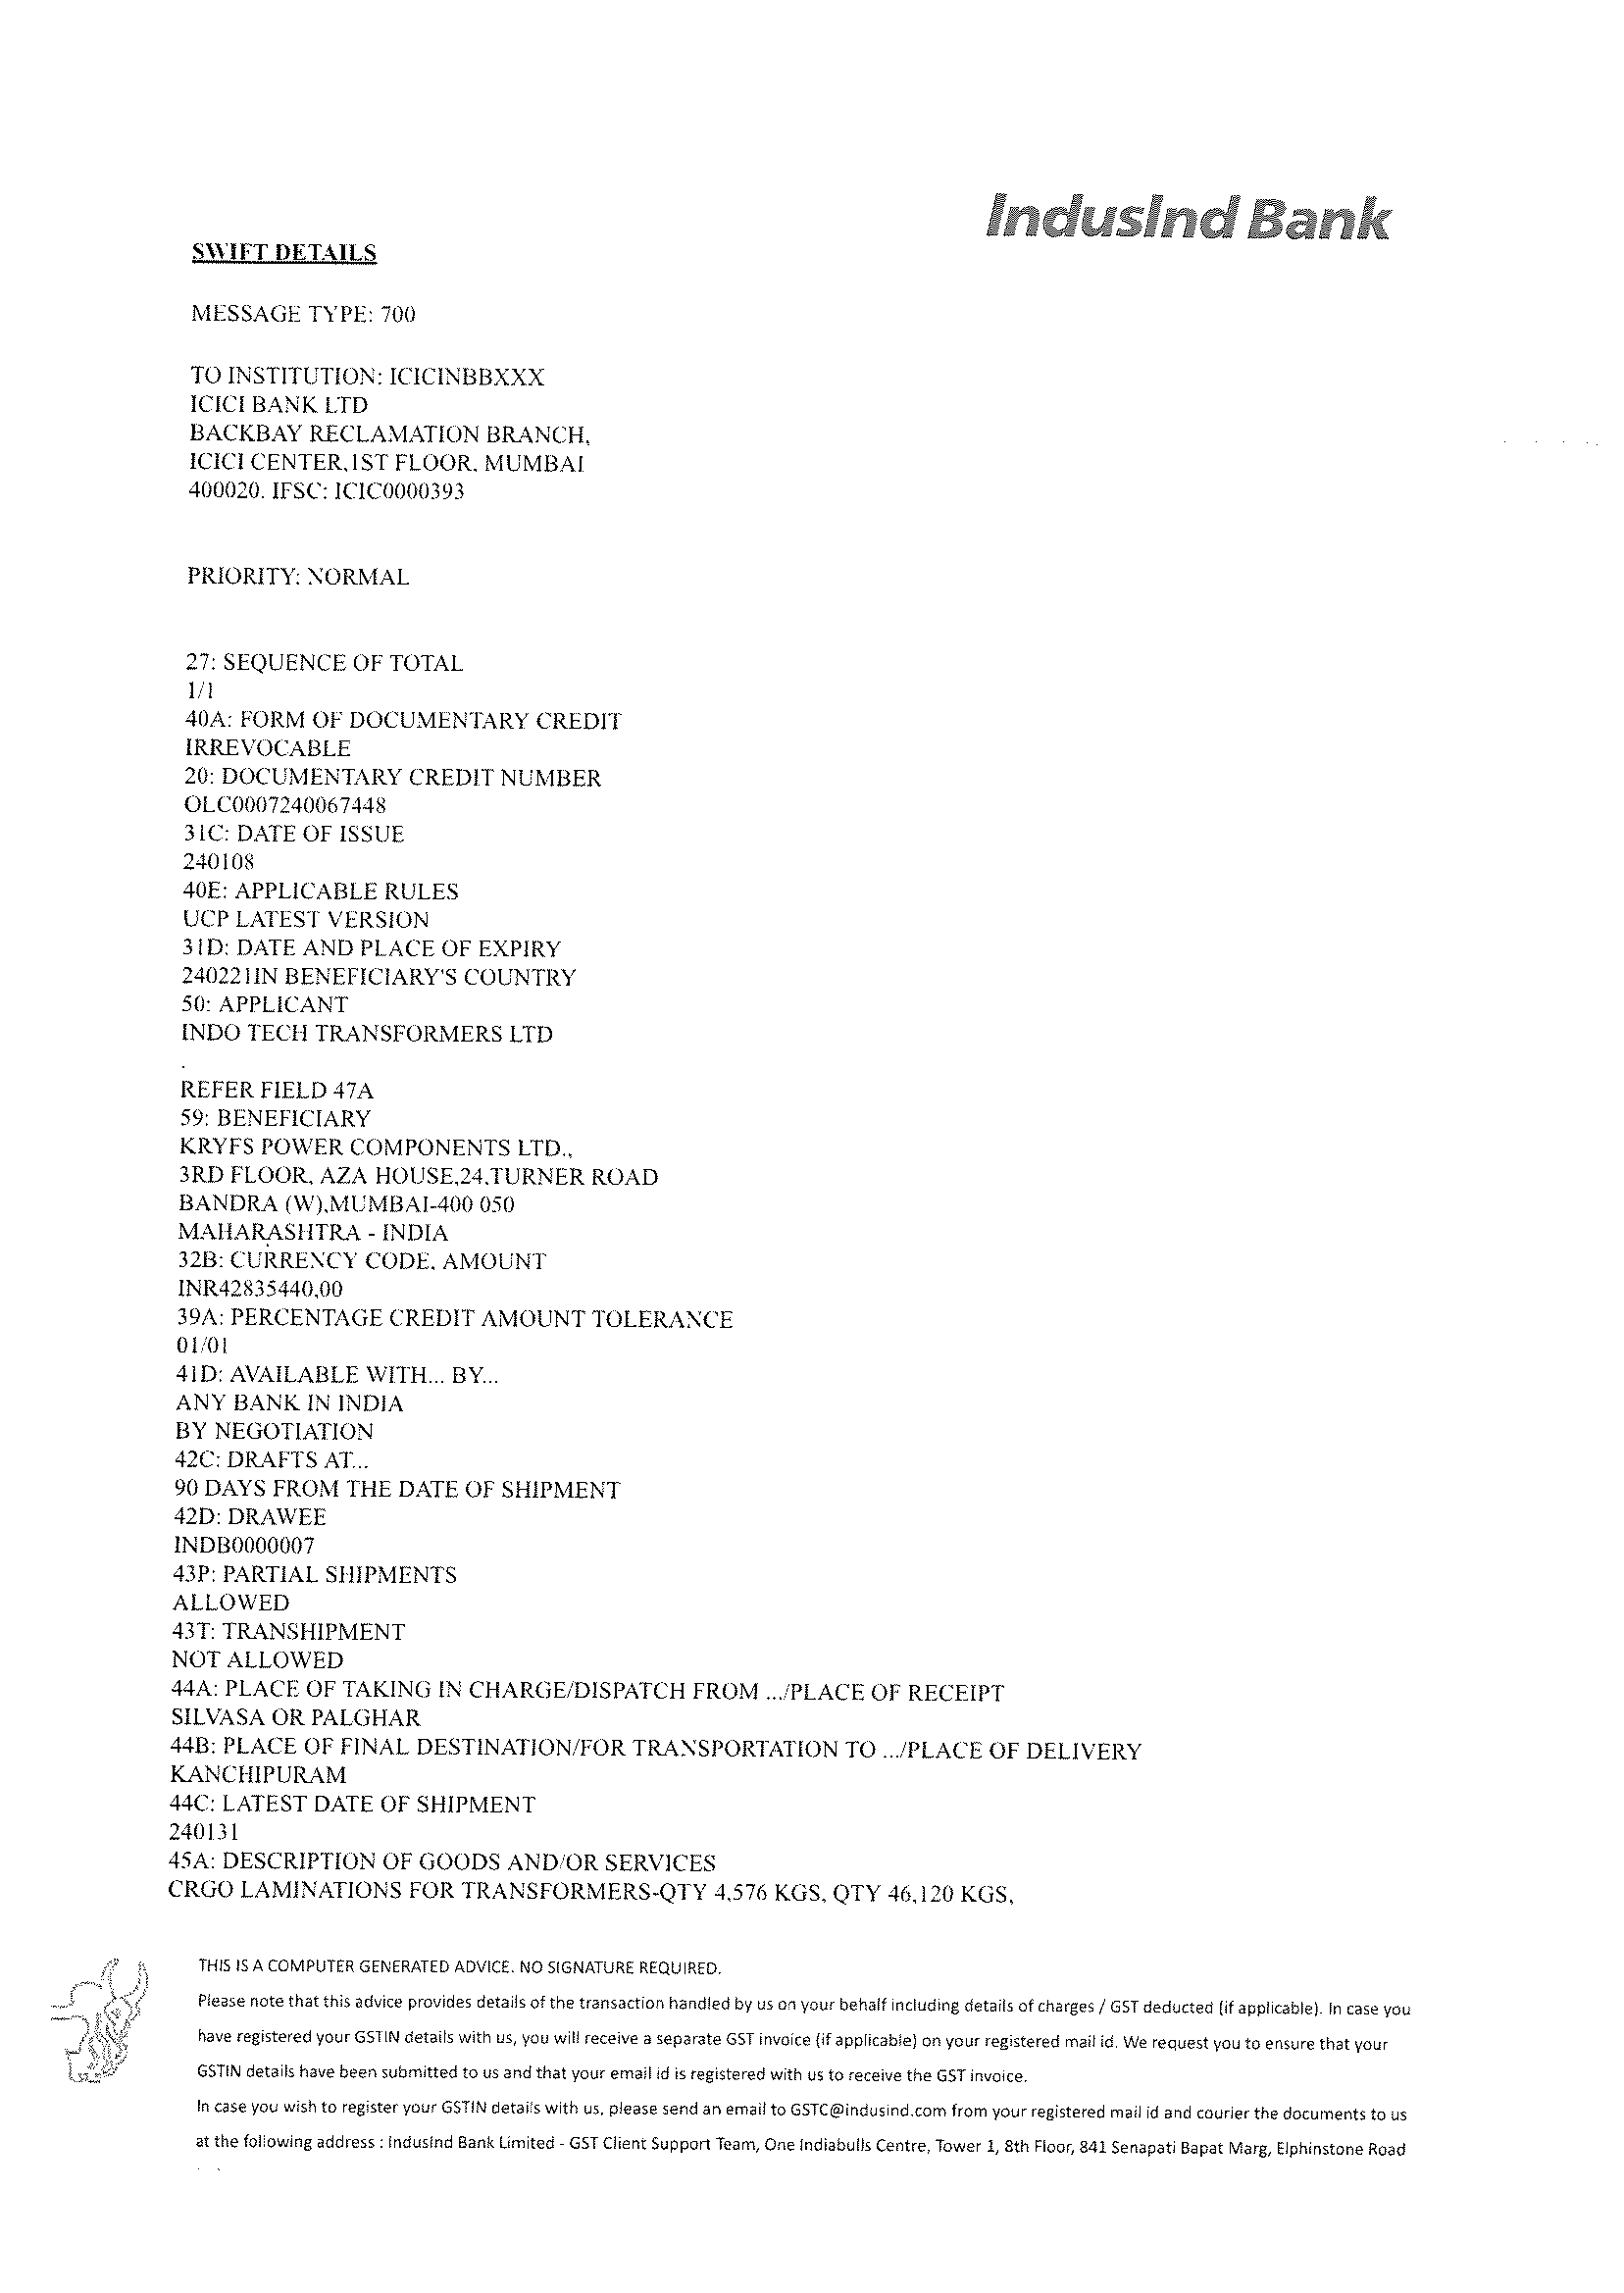 IndusInd Bank
SWIFT DETAILS
MESSAGE TYPE: 700
TO INSTITUTION: ICICINBBXXX
ICICI BANK LTD
BACKBAY RECLAMATION BRANCH,
ICICI CENTER,1ST FLOOR, MUMBAI
400020. IFSC: ICIC0000393
PRIORITY: NORMAL
27: SEQUENCE OF TOTAL
1/1
40A: FORM OF DOCUMENTARY CREDIT
IRREVOCABLE
20: DOCUMENTARY CREDIT NUMBER
OLC0007240067448
31C: DATE OF ISSUE
240108
40E: APPLICABLE RULES
UCP LATEST VERSION
31D: DATE AND PLACE OF EXPIRY
240221IN BENEFICIARY'S COUNTRY
50: APPLICANT
INDO TECH TRANSFORMERS LTD
.
REFER FIELD 47A
59: BENEFICIARY
KRYFS POWER COMPONENTS LTD.,
3RD FLOOR, AZA HOUSE,24,TURNER ROAD
BANDRA (W),MUMBAI-400 050
MAHARASHTRA - INDIA
32B: CURRENCY CODE, AMOUNT
INR42835440,00
39A: PERCENTAGE CREDIT AMOUNT TOLERANCE
01/01
41D: AVAILABLE WITH... BY...
ANY BANK IN INDIA
BY NEGOTIATION
42C: DRAFTS AT...
90 DAYS FROM THE DATE OF SHIPMENT
42D: DRAWEE
INDB0000007
43P: PARTIAL SHIPMENTS
ALLOWED
43T: TRANSHIPMENT
NOT ALLOWED
44A: PLACE OF TAKING IN CHARGE/DISPATCH FROM .../PLACE OF RECEIPT
SILVASA OR PALGHAR
44B: PLACE OF FINAL DESTINATION/FOR TRANSPORTATION TO .../PLACE OF DELIVERY
KANCHIPURAM
44C: LATEST DATE OF SHIPMENT
240131
45A: DESCRIPTION OF GOODS AND/OR SERVICES
CRGO LAMINATIONS FOR TRANSFORMERS-QTY 4,576 KGS, QTY 46,120 KGS,
THIS IS A COMPUTER GENERATED ADVICE. NO SIGNATURE REQUIRED.
Please note that this advice provides details of the transaction handled by us on your behalf including details of charges / GST deducted (if applicable). In case you
have registered your GSTIN details with us, you will receive a separate GST invoice (if applicable) on your registered mail id. We request you to ensure that your
GSTIN details have been submitted to us and that your email id is registered with us to receive the GST invoice.
In case you wish to register your GSTIN details with us, please send an email to GSTC@indusind.com from your registered mail id and courier the documents to us
at the following address : IndusInd Bank Limited - GST Client Support Team, One Indiabulls Centre, Tower 1, 8th Floor, 841 Senapati Bapat Marg, Elphinstone Road